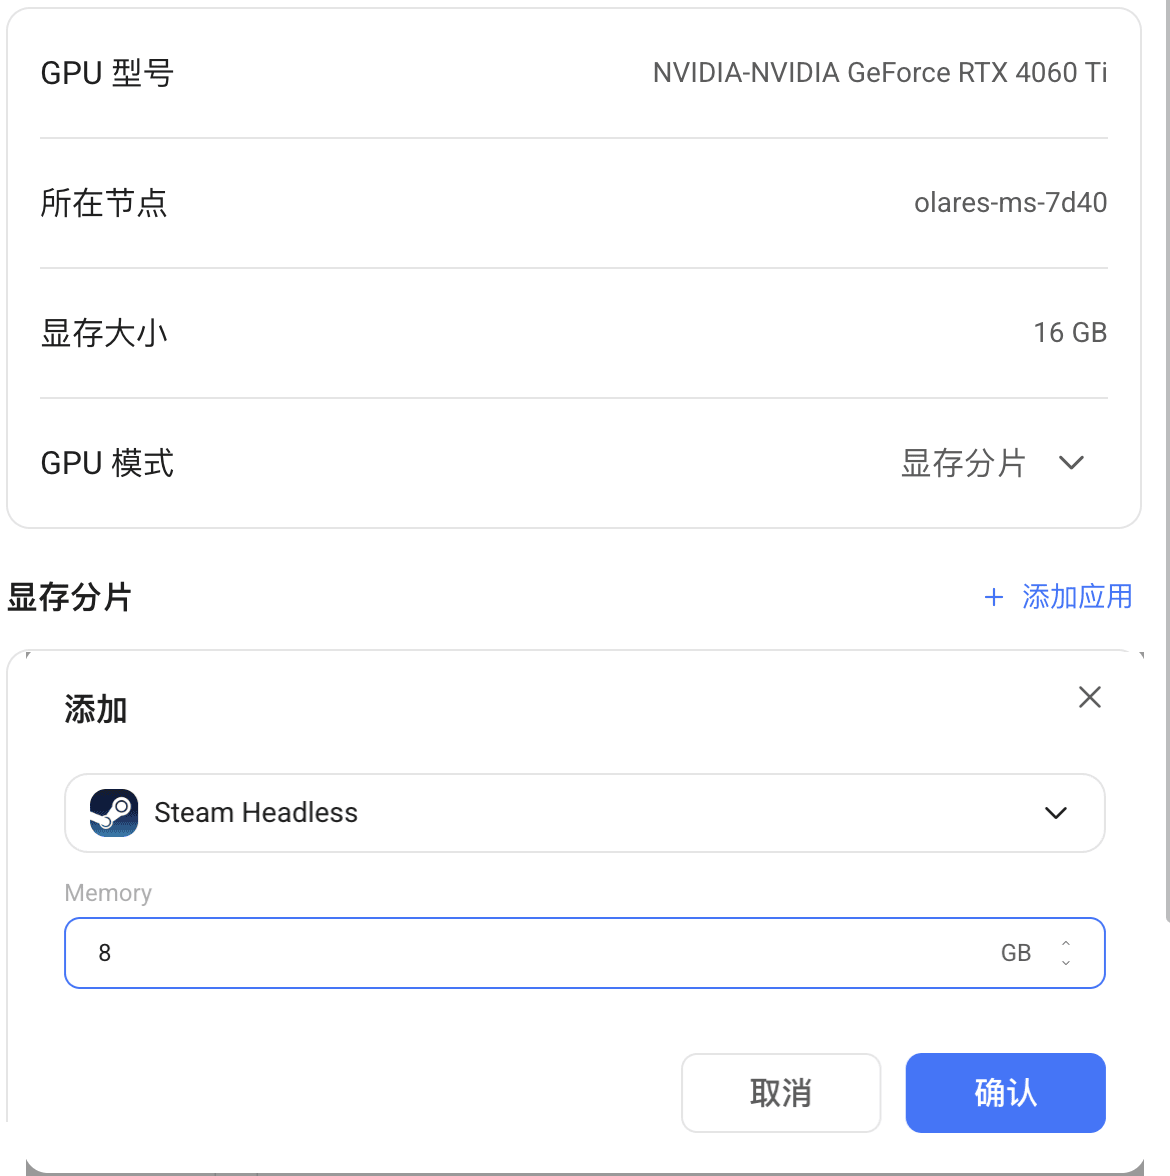 GPU 型号
NVIDIA-NVIDIA GeForce RTX 4060 Ti
所在节点
olares-ms-7d40
显存大小
16 GB
GPU 模式
显存分片
显存分片
+ 添加应用
添加
Steam Headless
Memory
8
GB
取消
确认